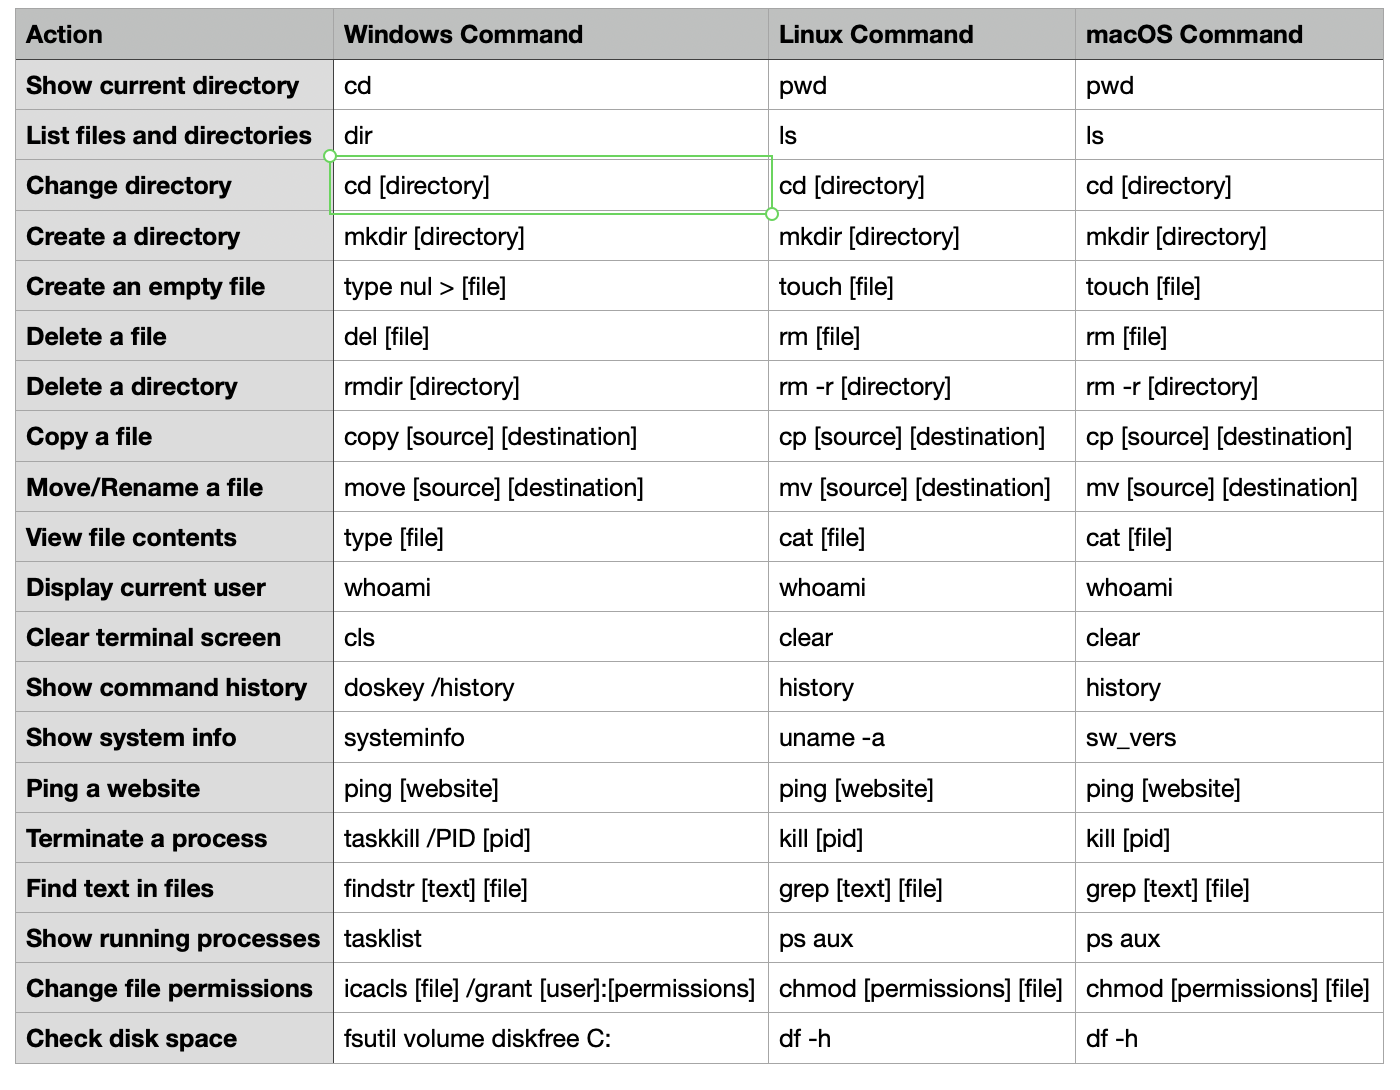 Action Windows Command Linux Command macOS Command
Show current directory cd pwd pwd
List files and directories dir ls ls
Change directory cd [directory] cd [directory] cd [directory]
Create a directory mkdir [directory] mkdir [directory] mkdir [directory]
Create an empty file type nul > [file] touch [file] touch [file]
Delete a file del [file] rm [file] rm [file]
Delete a directory rmdir [directory] rm -r [directory] rm -r [directory]
Copy a file copy [source] [destination] cp [source] [destination] cp [source] [destination]
Move/Rename a file move [source] [destination] mv [source] [destination] mv [source] [destination]
View file contents type [file] cat [file] cat [file]
Display current user whoami whoami whoami
Clear terminal screen cls clear clear
Show command history doskey /history history history
Show system info systeminfo uname -a sw_vers
Ping a website ping [website] ping [website] ping [website]
Terminate a process taskkill /PID [pid] kill [pid] kill [pid]
Find text in files findstr [text] [file] grep [text] [file] grep [text] [file]
Show running processes tasklist ps aux ps aux
Change file permissions icacls [file] /grant [user]:[permissions] chmod [permissions] [file] chmod [permissions] [file]
Check disk space fsutil volume diskfree C: df -h df -h